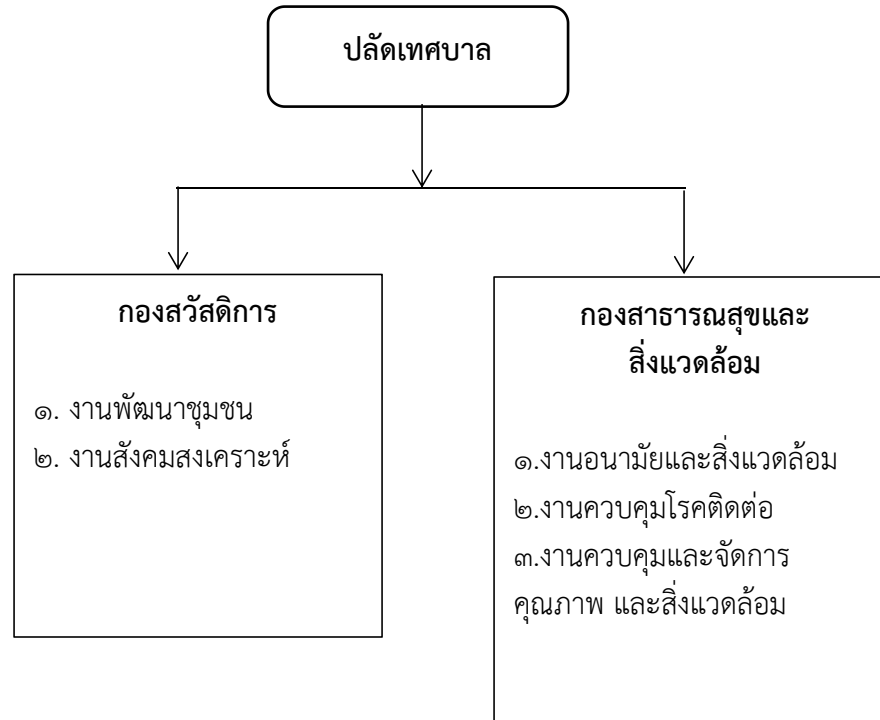 ปลัดเทศบาล
กองสวัสดิการ
๑. งานพัฒนาชุมชน
๒. งานสังคมสงเคราะห์
กองสาธารณสุขและ
สิ่งแวดล้อม
๑.งานอนามัยและสิ่งแวดล้อม
๒.งานควบคุมโรคติดต่อ
๓.งานควบคุมและจัดการ
คุณภาพ และสิ่งแวดล้อม